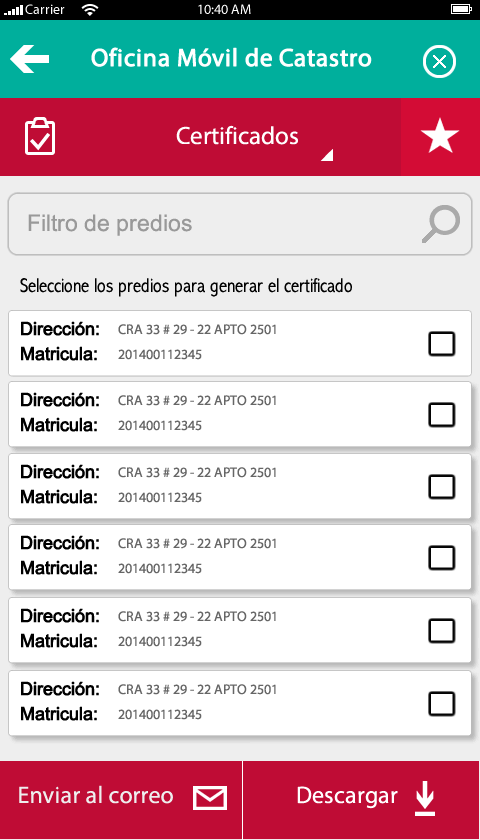 Carrier 10:40 AM
Oficina Móvil de Catastro
Certificados
Filtro de predios
Seleccione los predios para generar el certificado
Dirección: CRA 33 # 29 - 22 APTO 2501
Matricula: 201400112345
Dirección: CRA 33 # 29 - 22 APTO 2501
Matricula: 201400112345
Dirección: CRA 33 # 29 - 22 APTO 2501
Matricula: 201400112345
Dirección: CRA 33 # 29 - 22 APTO 2501
Matricula: 201400112345
Dirección: CRA 33 # 29 - 22 APTO 2501
Matricula: 201400112345
Dirección: CRA 33 # 29 - 22 APTO 2501
Matricula: 201400112345
Enviar al correo Descargar